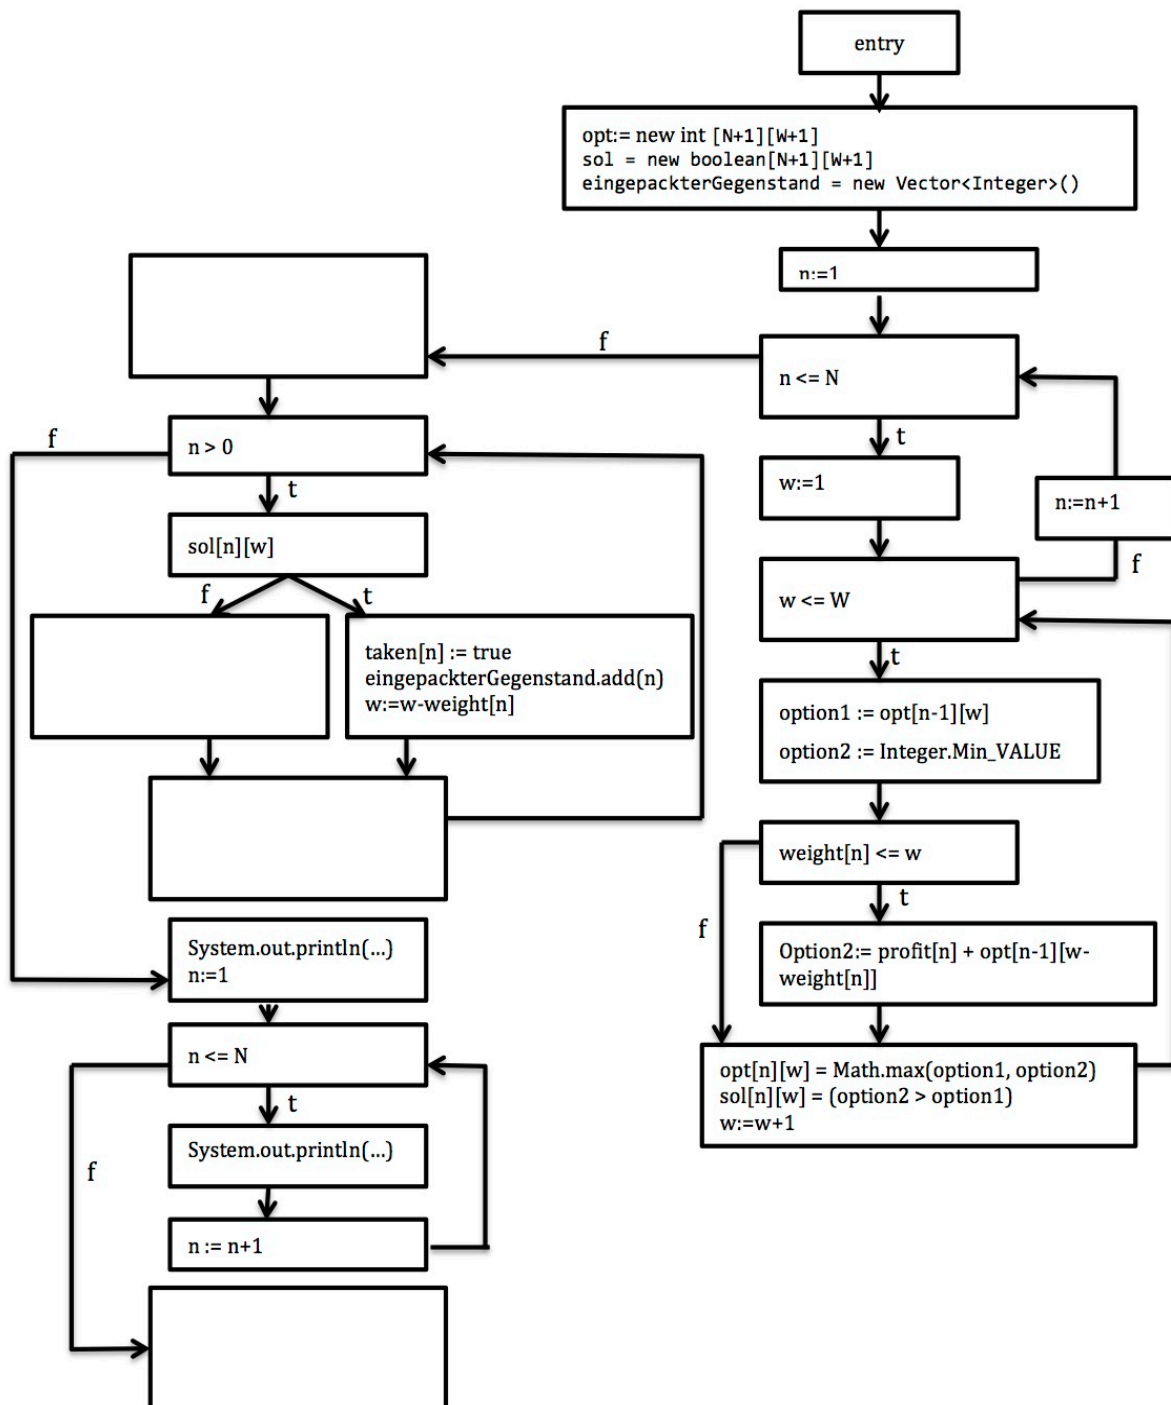 entry
opt:= new int [N+1][W+1]
sol = new boolean[N+1][W+1]
eingepackterGegenstand = new Vector<Integer>()
n:=1
n <= N
f
t
w:=1
n:=n+1
f
w <= W
t
option1 := opt[n-1][w]
option2 := Integer.Min_VALUE
weight[n] <= w
f
t
Option2:= profit[n] + opt[n-1][w-
weight[n]]
opt[n][w] = Math.max(option1, option2)
sol[n][w] = (option2 > option1)
w:=w+1
n > 0
f
t
sol[n][w]
f
t
taken[n] := true
eingepackterGegenstand.add(n)
w:=w-weight[n]
System.out.println(...)
n:=1
n <= N
t
f
System.out.println(...)
n := n+1